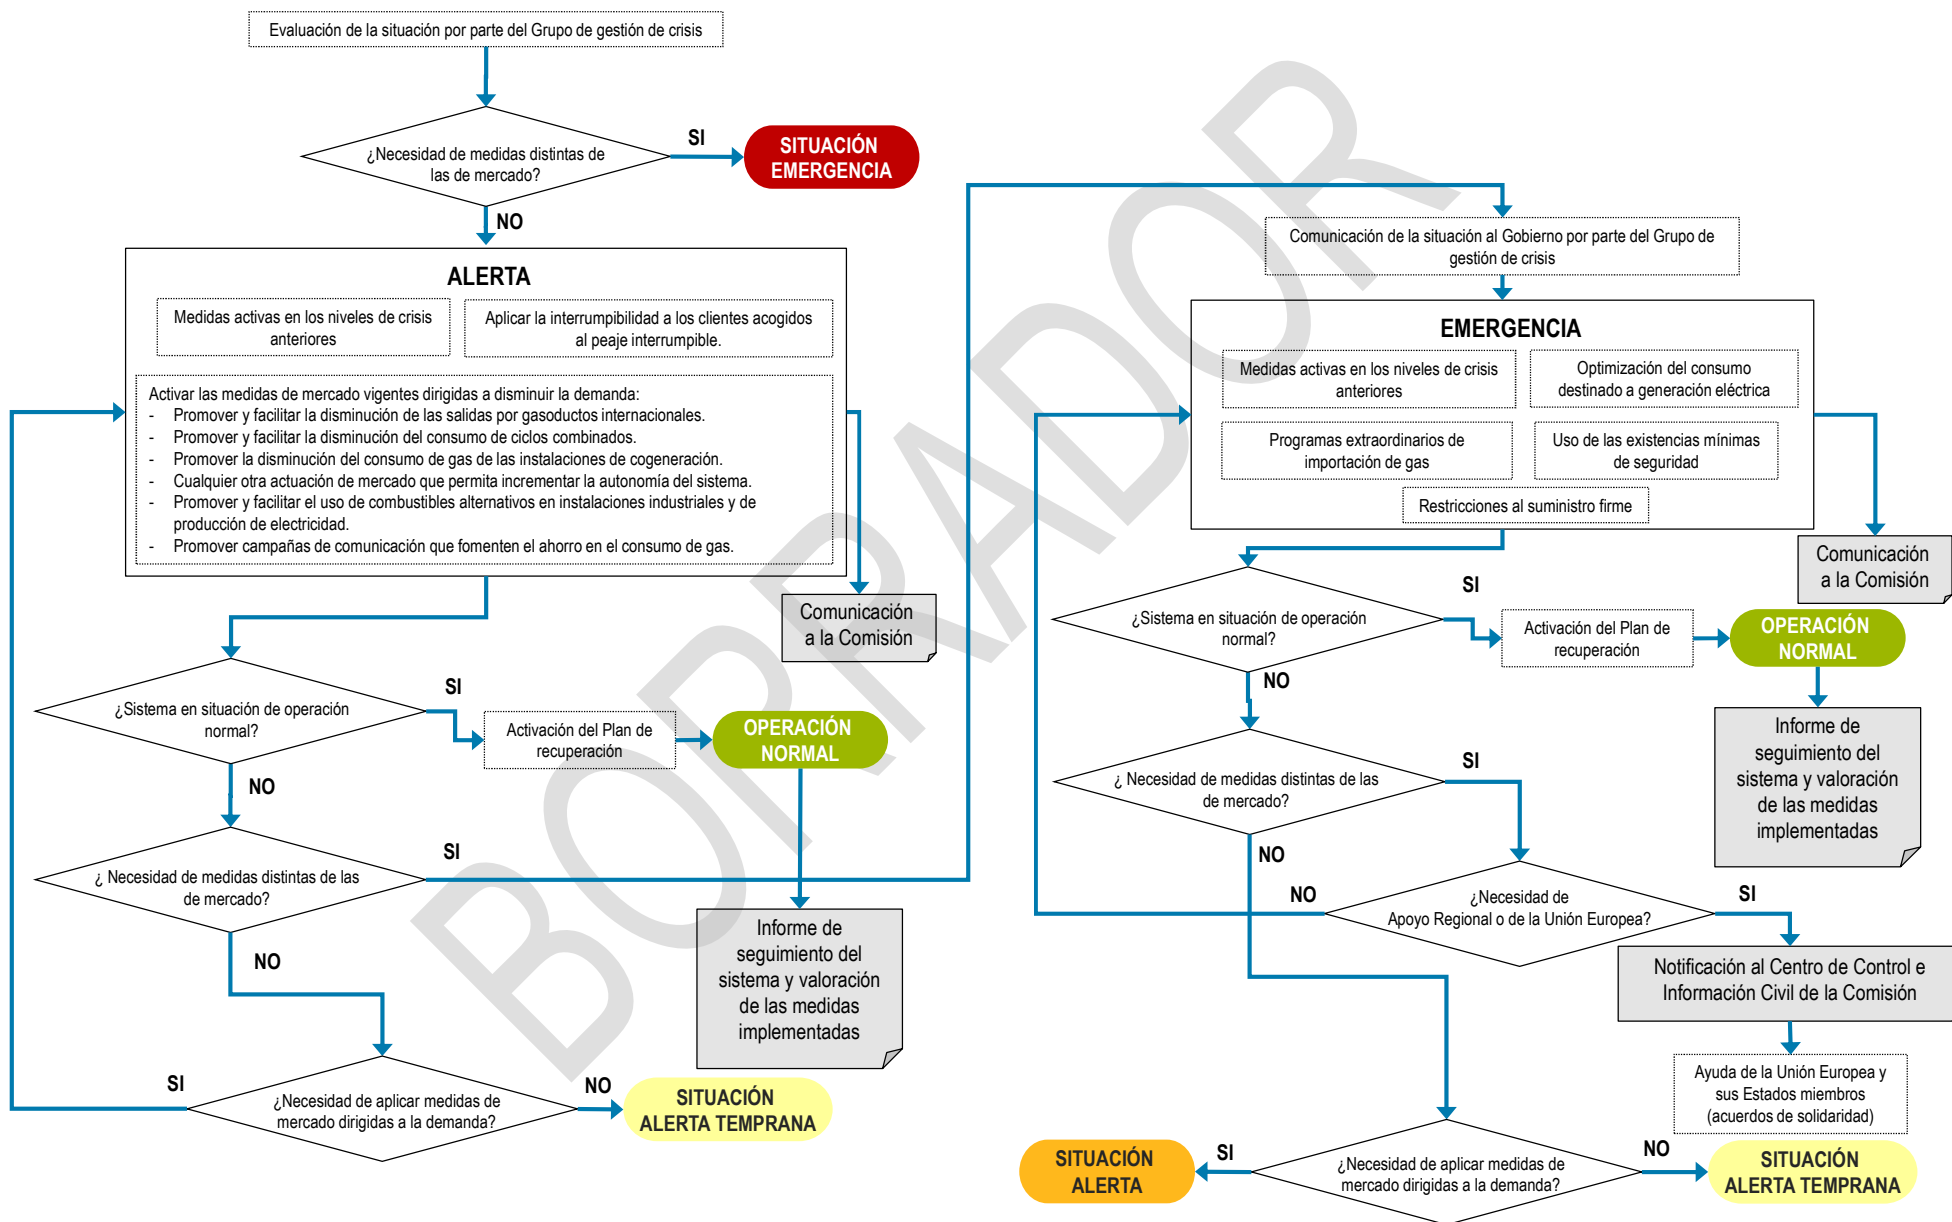 Evaluación de la situación por parte del Grupo de gestión de crisis
¿Necesidad de medidas distintas de
las de mercado?
SI
SITUACIÓN
EMERGENCIA
NO
ALERTA
Medidas activas en los niveles de crisis
anteriores
Aplicar la interrumpibilidad a los clientes acogidos
al peaje interrumpible.
Activar las medidas de mercado vigentes dirigidas a disminuir la demanda:
- Promover y facilitar la disminución de las salidas por gasoductos internacionales.
- Promover y facilitar la disminución del consumo de ciclos combinados.
- Promover la disminución del consumo de gas de las instalaciones de cogeneración.
- Cualquier otra actuación de mercado que permita incrementar la autonomía del sistema.
- Promover y facilitar el uso de combustibles alternativos en instalaciones industriales y de
producción de electricidad.
- Promover campañas de comunicación que fomenten el ahorro en el consumo de gas.
Comunicación
a la Comisión
¿Sistema en situación de operación
normal?
SI
Activación del Plan de
recuperación
OPERACIÓN
NORMAL
NO
¿ Necesidad de medidas distintas de las
de mercado?
SI
Informe de
seguimiento del
sistema y valoración
de las medidas
implementadas
NO
¿Necesidad de aplicar medidas de
mercado dirigidas a la demanda?
SI
NO
SITUACIÓN
ALERTA TEMPRANA
BORRADOR
Comunicación de la situación al Gobierno por parte del Grupo de
gestión de crisis
EMERGENCIA
Medidas activas en los niveles de crisis
anteriores
Optimización del consumo
destinado a generación eléctrica
Programas extraordinarios de
importación de gas
Uso de las existencias mínimas
de seguridad
Restricciones al suministro firme
Comunicación
a la Comisión
¿Sistema en situación de operación
normal?
SI
Activación del Plan de
recuperación
OPERACIÓN
NORMAL
NO
Informe de
seguimiento del
sistema y valoración
de las medidas
implementadas
¿ Necesidad de medidas distintas de las
de mercado?
SI
NO
¿Necesidad de
Apoyo Regional o de la Unión Europea?
NO
SI
Notificación al Centro de Control e
Información Civil de la Comisión
Ayuda de la Unión Europea y
sus Estados miembros
(acuerdos de solidaridad)
¿Necesidad de aplicar medidas de
mercado dirigidas a la demanda?
SI
SITUACIÓN
ALERTA
NO
SITUACIÓN
ALERTA TEMPRANA